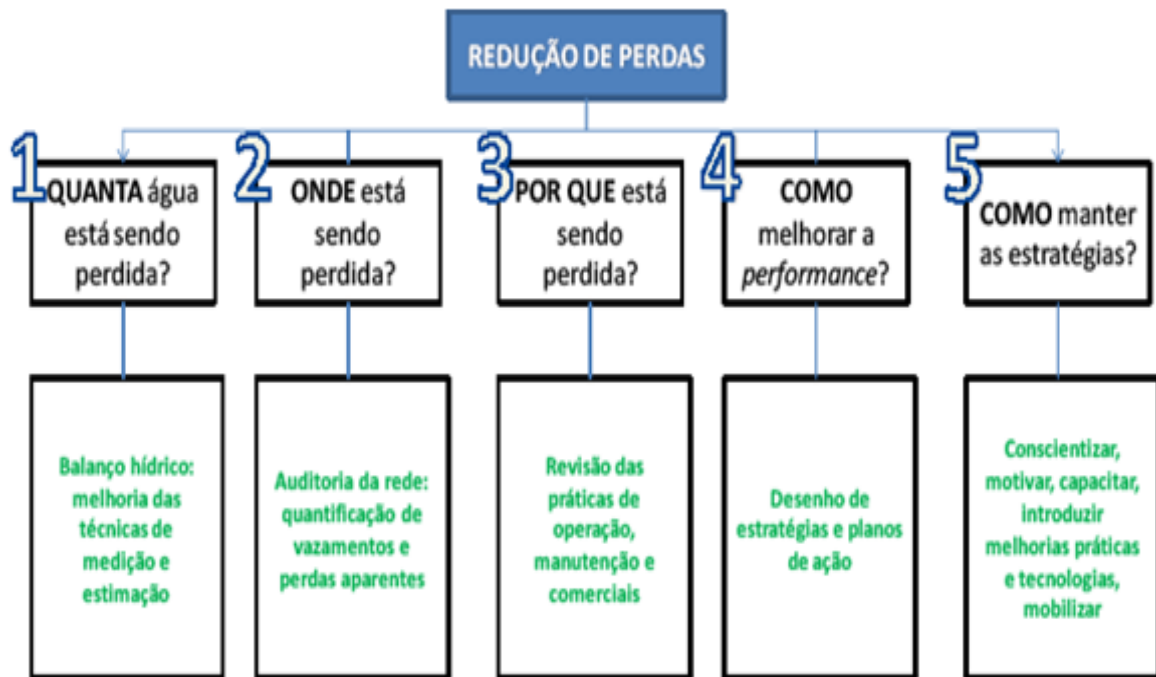 REDUÇÃO DE PERDAS
1
QUANTA água
está sendo
perdida?
2
ONDE está
sendo
perdida?
3
POR QUE está
sendo
perdida?
4
COMO
melhorar a
performance?
5
COMO manter
as estratégias?
Balanço hídrico:
melhoria das
técnicas de
medição e
estimação
Auditoria da rede:
quantificação de
vazamentos e
perdas aparentes
Revisão das
práticas de
operação,
manutenção e
comerciais
Desenho de
estratégias e planos
de ação
Conscientizar,
motivar, capacitar,
introduzir
melhorias práticas
e tecnologias,
mobilizar